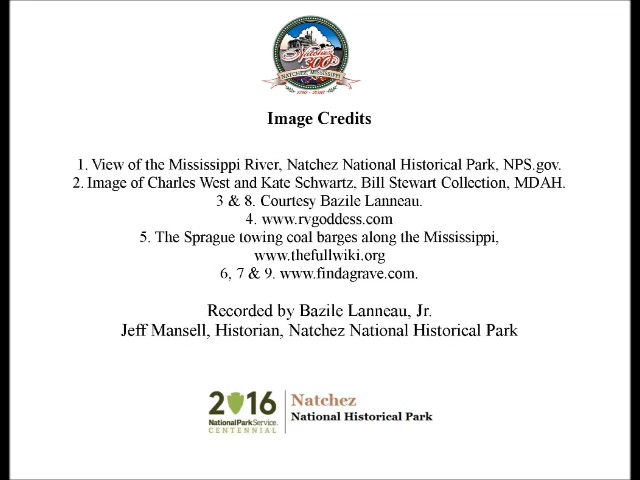 Natchez
300
NATCHEZ, MISSISSIPPI
Image Credits
1. View of the Mississippi River, Natchez National Historical Park, NPS.gov.
2. Image of Charles West and Kate Schwartz, Bill Stewart Collection, MDAH.
3 & 8. Courtesy Bazile Lanneau.
4. www.rvgoddess.com
5. The Sprague towing coal barges along the Mississippi,
www.thefullwiki.org
6, 7 & 9. www.findagrave.com.
Recorded by Bazile Lanneau, Jr.
Jeff Mansell, Historian, Natchez National Historical Park
2016
National Park Service
CENTENNIAL
Natchez
National Historical Park